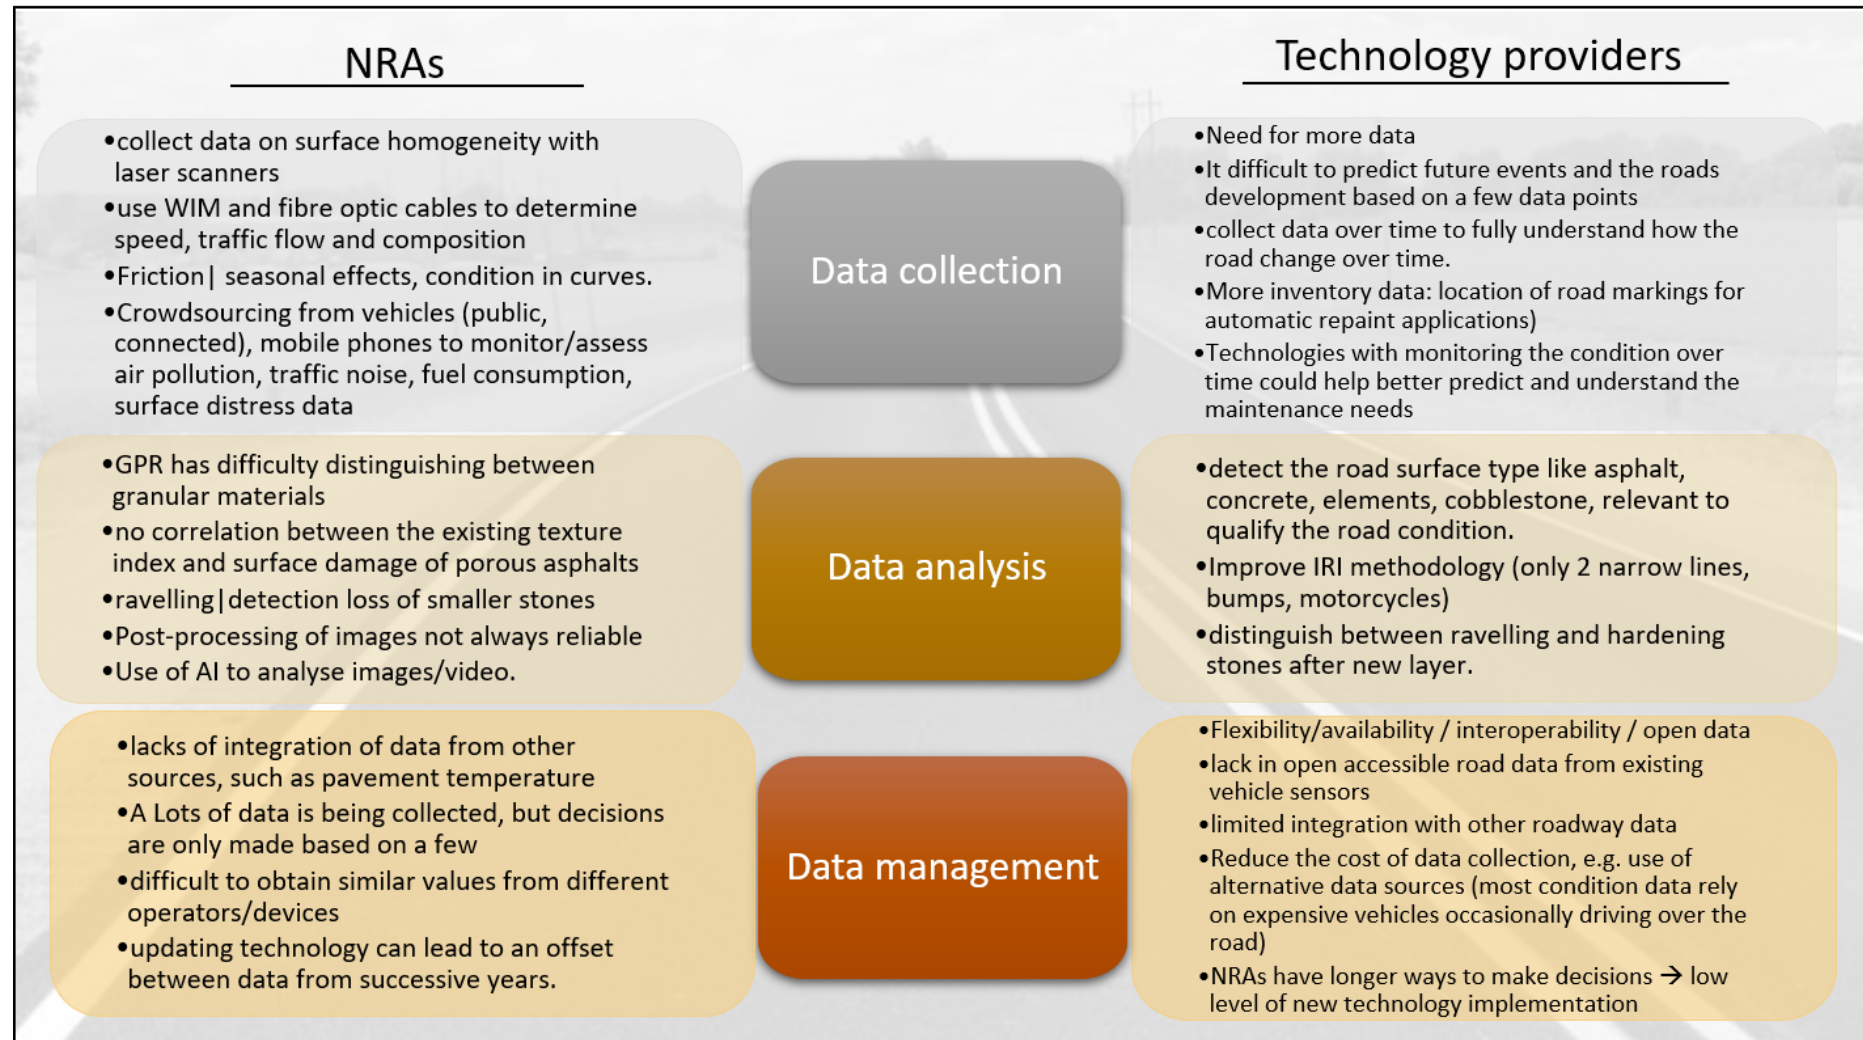 NRAs
Technology providers
•collect data on surface homogeneity with
laser scanners
•use WIM and fibre optic cables to determine
speed, traffic flow and composition
•Friction| seasonal effects, condition in curves.
•Crowdsourcing from vehicles (public,
connected), mobile phones to monitor/assess
air pollution, traffic noise, fuel consumption,
surface distress data
Data collection
•Need for more data
•It difficult to predict future events and the roads
development based on a few data points
•collect data over time to fully understand how the
road change over time.
•More inventory data: location of road markings for
automatic repaint applications)
•Technologies with monitoring the condition over
time could help better predict and understand the
maintenance needs
•GPR has difficulty distinguishing between
granular materials
•no correlation between the existing texture
index and surface damage of porous asphalts
•ravelling|detection loss of smaller stones
•Post-processing of images not always reliable
•Use of AI to analyse images/video.
Data analysis
•detect the road surface type like asphalt,
concrete, elements, cobblestone, relevant to
qualify the road condition.
•Improve IRI methodology (only 2 narrow lines,
bumps, motorcycles)
•distinguish between ravelling and hardening
stones after new layer.
•lacks of integration of data from other
sources, such as pavement temperature
•A Lots of data is being collected, but decisions
are only made based on a few
•difficult to obtain similar values from different
operators/devices
•updating technology can lead to an offset
between data from successive years.
Data management
•Flexibility/availability / interoperability / open data
•lack in open accessible road data from existing
vehicle sensors
•limited integration with other roadway data
•Reduce the cost of data collection, e.g. use of
alternative data sources (most condition data rely
on expensive vehicles occasionally driving over the
road)
•NRAs have longer ways to make decisions → low
level of new technology implementation